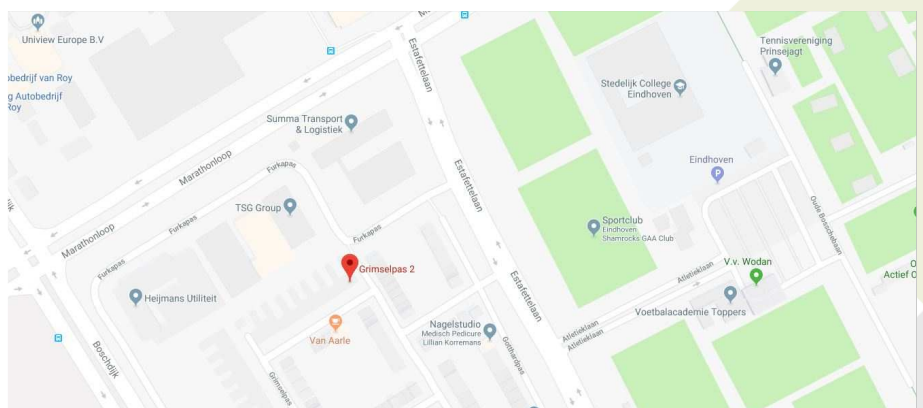 Uniview Europe B.V
obedrijf van Roy
g Autobedrijf
Roy
Marathonloop
Marathonloop
Summa Transport
& Logistiek
TSG Group
Furkapas
Furkapas
Furkapas
Furkapas
Grimselpas 2
Heijmans Utiliteit
Van Aarle
Grimselpas
Boschdijk
Nagelstudio
Medisch Pedicure
Lillian Korremans
Gotthardpas
Estafettelaan
Estafettelaan
Estafettelaan
Stedelijk College
Eindhoven
Tennisvereniging
Prinsejagt
Eindhoven
P
Sportclub
Eindhoven
Shamrocks GAA Club
Oude Bosschebaan
V.v. Wodan
Atletieklaan
Atletieklaan
Atletieklaan
Voetbalacademie Toppers
Actief